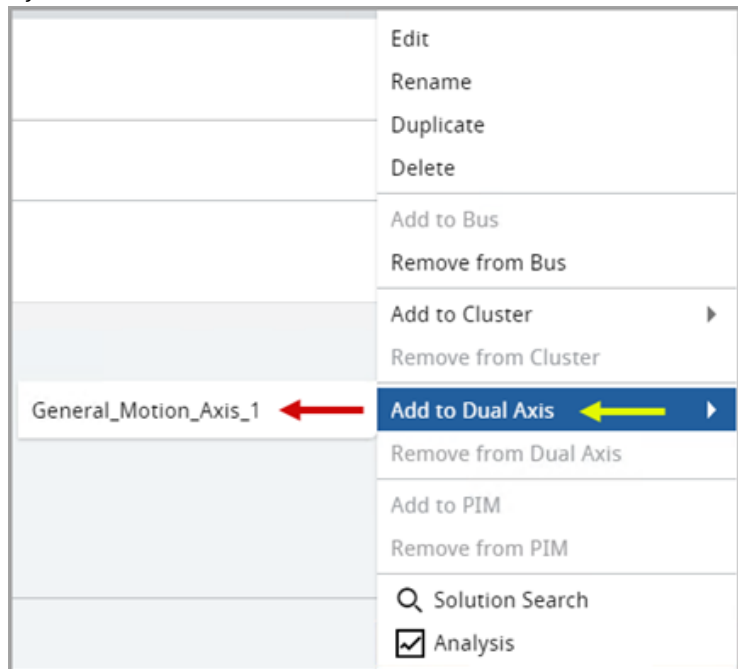 Edit
Rename
Duplicate
Delete
Add to Bus
Remove from Bus
Add to Cluster
Remove from Cluster
General_Motion_Axis_1
Add to Dual Axis
Remove from Dual Axis
Add to PIM
Remove from PIM
Solution Search
Analysis